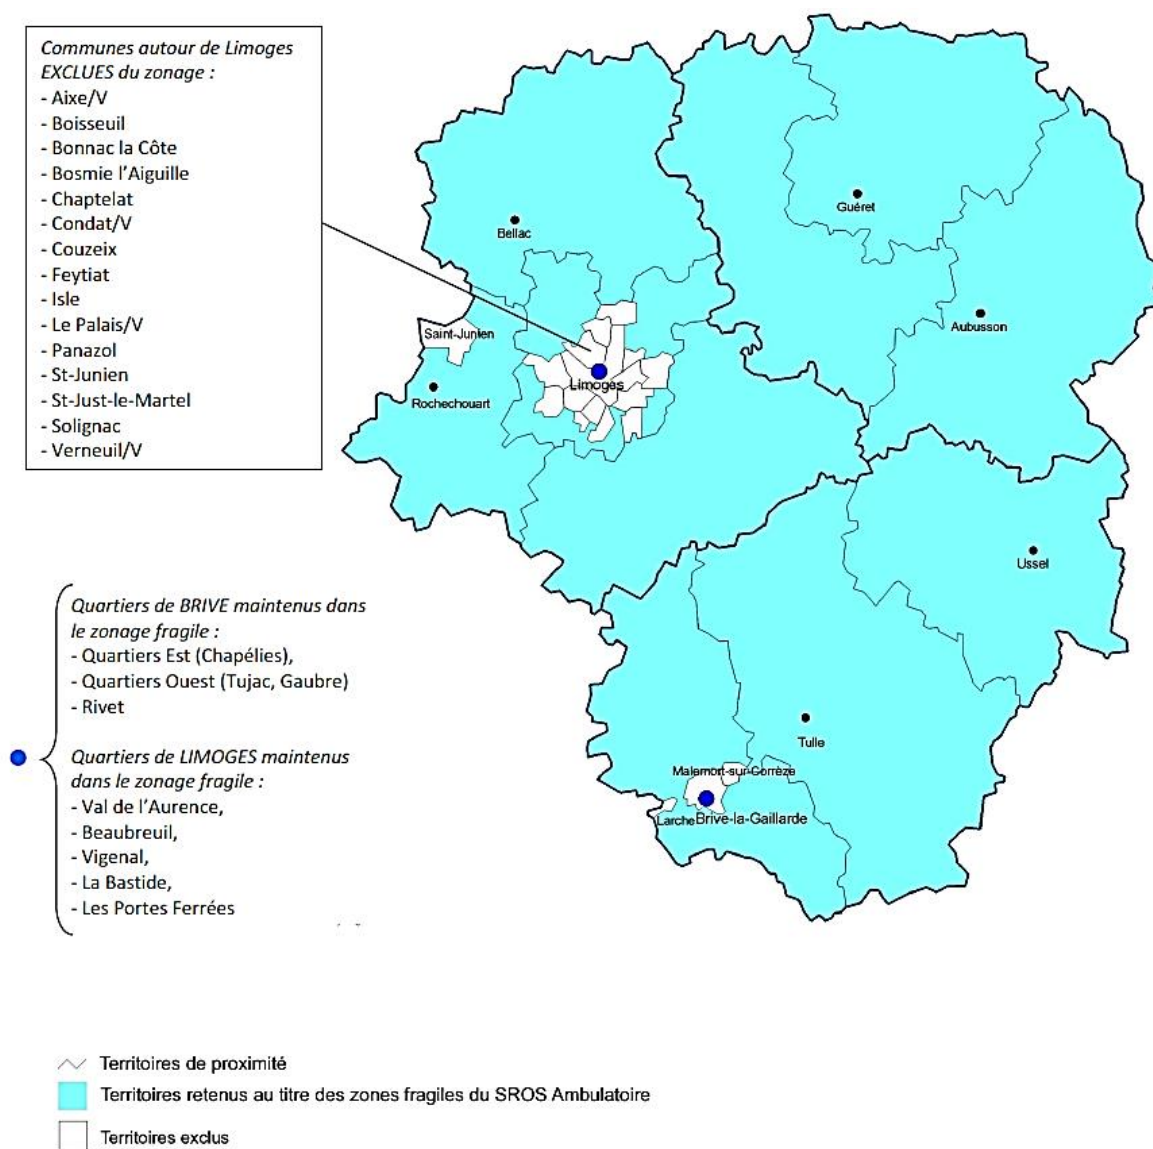 Communes autour de Limoges
EXCLUES du zonage :
- Aixe/V
- Boisseuil
- Bonnac la Côte
- Bosmie l'Aiguille
- Chaptelat
- Condat/V
- Couzeix
- Feytiat
- Isle
- Le Palais/V
- Panazol
- St-Junien
- St-Just-le-Martel
- Solignac
- Verneuil/V
Guéret
Bellac
Aubusson
Saint-Junien
Limoges
Rochechouart
Ussel
Tulle
Malemort-sur-Corrèze
Larche
Brive-la-Gaillarde
Quartiers de BRIVE maintenus dans
le zonage fragile :
- Quartiers Est (Chapélies),
- Quartiers Ouest (Tujac, Gaubre)
- Rivet
Quartiers de LIMOGES maintenus
dans le zonage fragile :
- Val de l'Aurence,
- Beaubreuil,
- Vigenal,
- La Bastide,
- Les Portes Ferrées
Territoires de proximité
Territoires retenus au titre des zones fragiles du SROS Ambulatoire
Territoires exclus